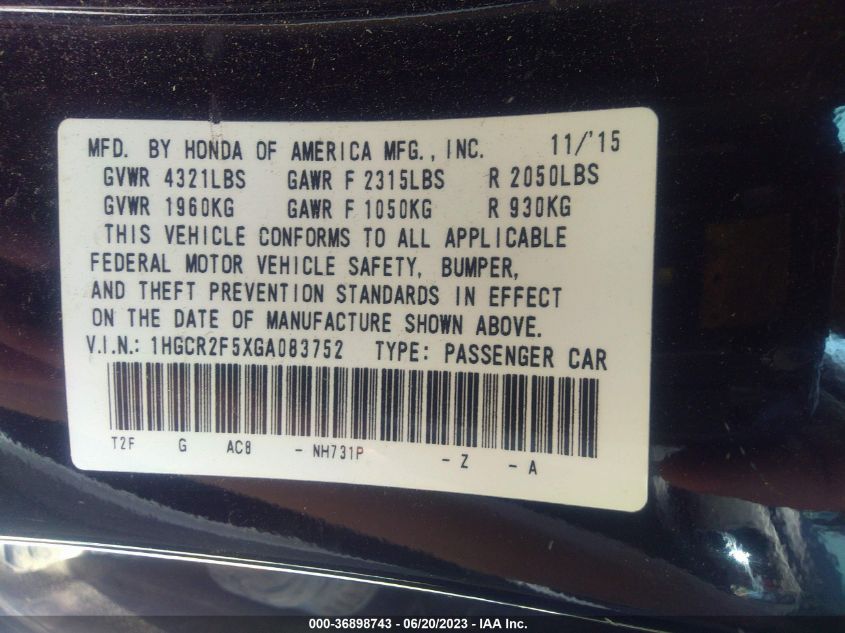 MFD. BY HONDA OF AMERICA MFG., INC. 11/'15
GVWR 4321LBS GAWR F 2315LBS R 2050LBS
GVWR 1960KG GAWR F 1050KG R 930KG
THIS VEHICLE CONFORMS TO ALL APPLICABLE
FEDERAL MOTOR VEHICLE SAFETY, BUMPER,
AND THEFT PREVENTION STANDARDS IN EFFECT
ON THE DATE OF MANUFACTURE SHOWN ABOVE.
V.I.N.: 1HGCR2F5XGA083752 TYPE: PASSENGER CAR
T2F G AC8 - NH731P - Z - A
000-36898743 / 06/20/2023 / IAA Inc.